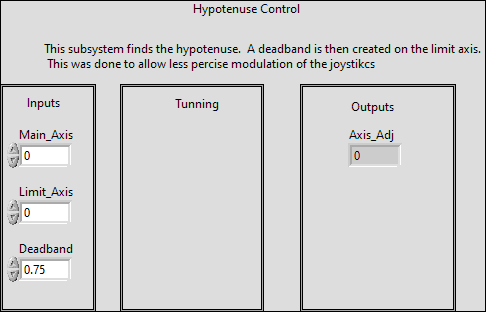 Hypotenuse Control
This subsystem finds the hypotenuse.  A deadband is then created on the limit axis.
This was done to allow less percise modulation of the joystikcs
Inputs
Main_Axis
0
Limit_Axis
0
Deadband
0.75
Tunning
Outputs
Axis_Adj
0